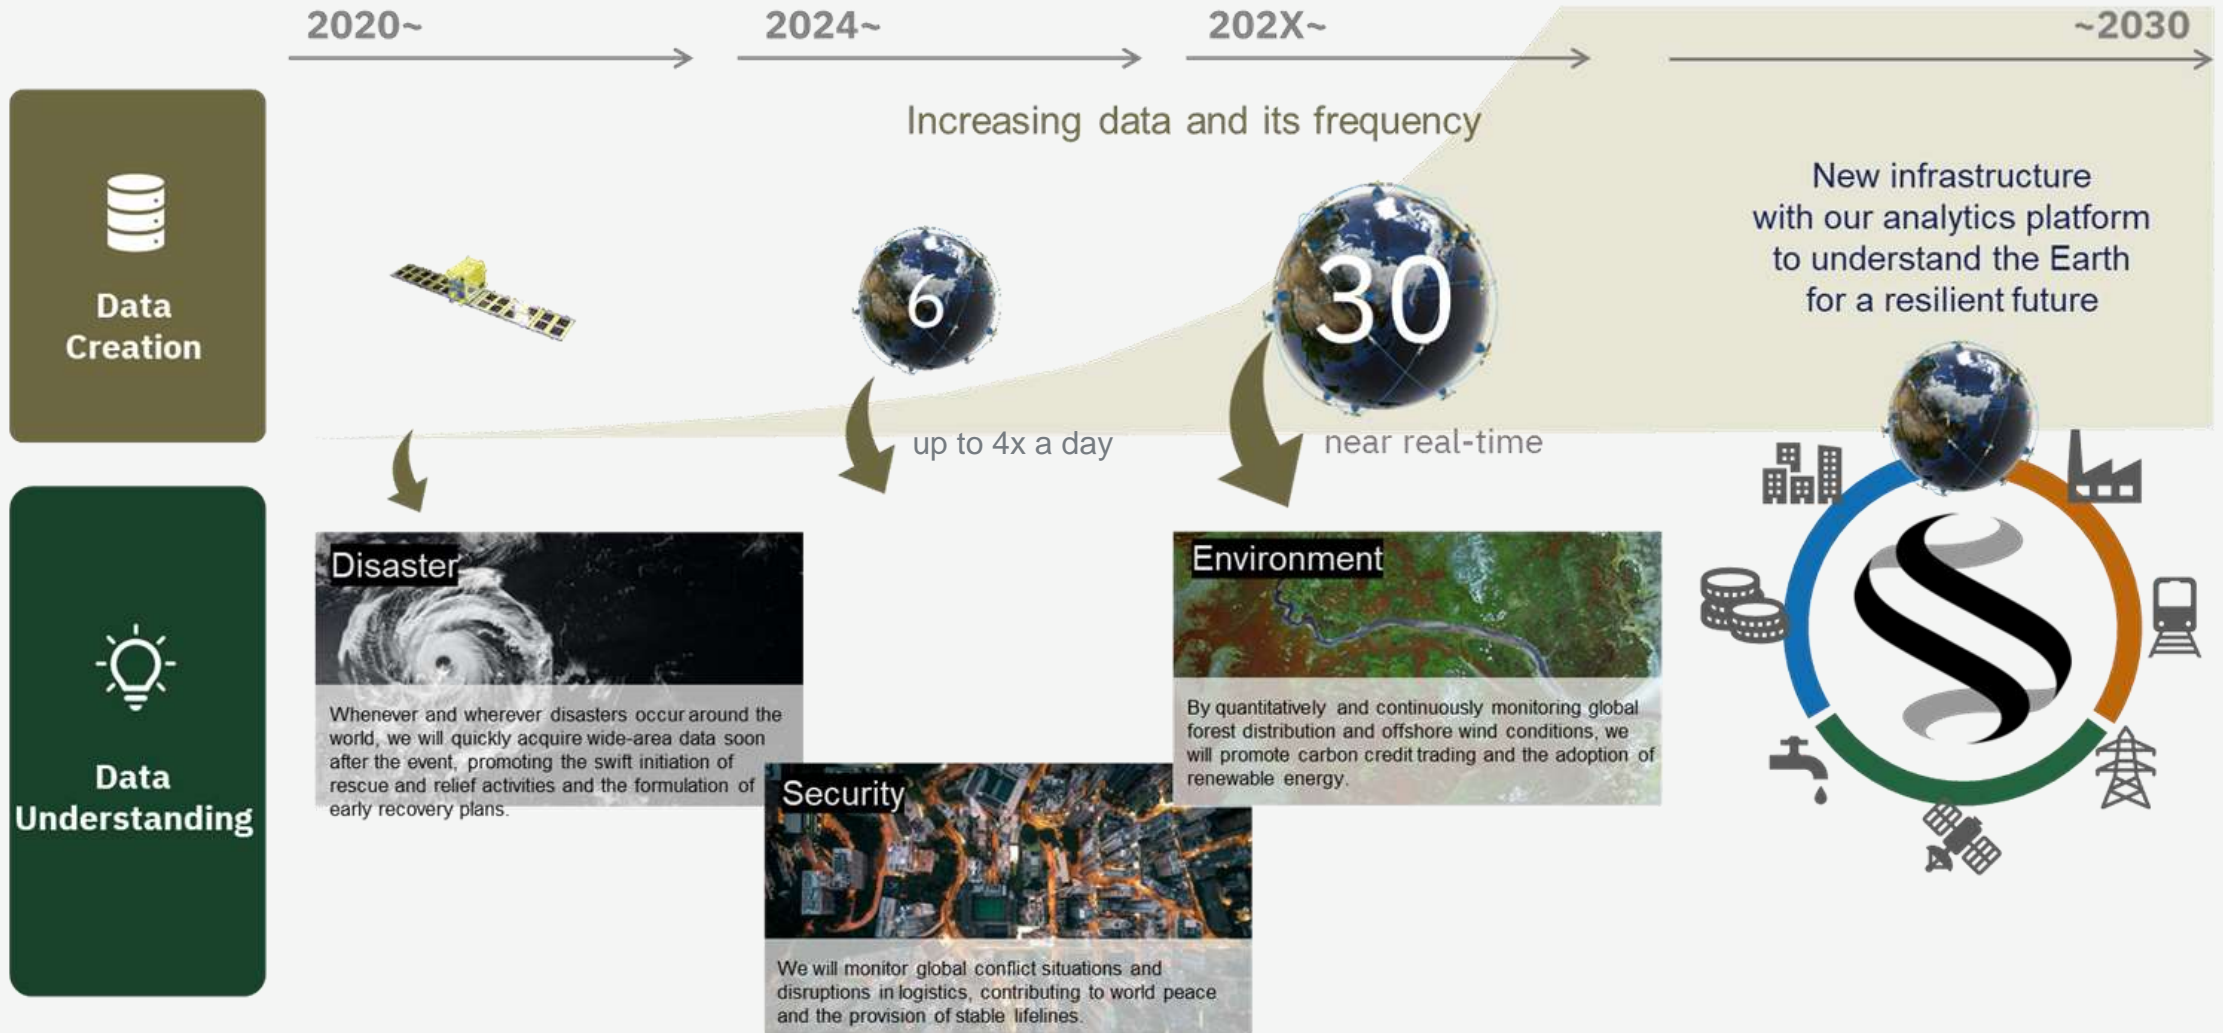 2020~
2024~
202X~
~2030
Increasing data and its frequency
Data
Creation
6
30
New infrastructure
with our analytics platform
to understand the Earth
for a resilient future
up to 4x a day
near real-time
Data
Understanding
Disaster
Whenever and wherever disasters occur around the
world, we will quickly acquire wide-area data soon
after the event, promoting the swift initiation of
rescue and relief activities and the formulation of
early recovery plans.
Security
We will monitor global conflict situations and
disruptions in logistics, contributing to world peace
and the provision of stable lifelines.
Environment
By quantitatively and continuously monitoring global
forest distribution and offshore wind conditions, we
will promote carbon credit trading and the adoption of
renewable energy.